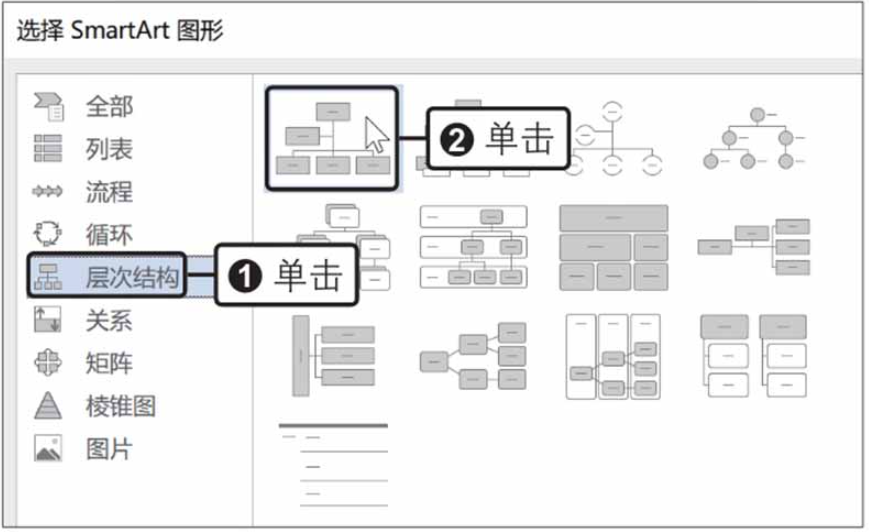 选择 SmartArt 图形
全部
列表
流程
循环
层次结构
关系
矩阵
棱锥图
图片
❶ 单击
❷ 单击